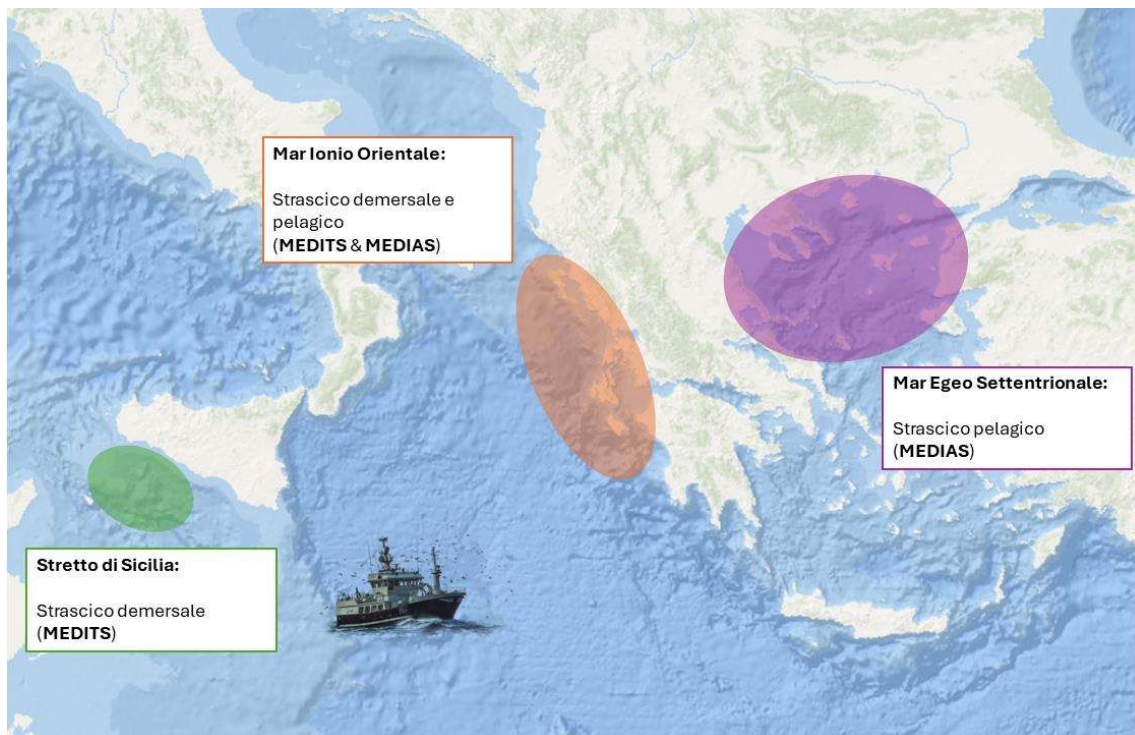 Mar Ionio Orientale:
Strascico demersale e
pelagico
(MEDITS & MEDIAS)
Mar Egeo Settentrionale:
Strascico pelagico
(MEDIAS)
Stretto di Sicilia:
Strascico demersale
(MEDITS)